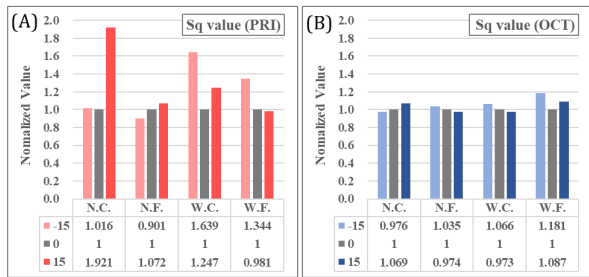 (A)
Sq value (PRI)
Nomalized Value
2.0
1.8
1.6
1.4
1.2
1.0
0.8
0.6
0.4
0.2
0.0
N.C. N.F. W.C. W.F.
-15 1.016 0.901 1.639 1.344
0 1 1 1 1
15 1.921 1.072 1.247 0.981
(B)
Sq value (OCT)
Nomalized Value
2.0
1.8
1.6
1.4
1.2
1.0
0.8
0.6
0.4
0.2
0.0
N.C. N.F. W.C. W.F.
-15 0.976 1.035 1.066 1.181
0 1 1 1 1
15 1.069 0.974 0.973 1.087